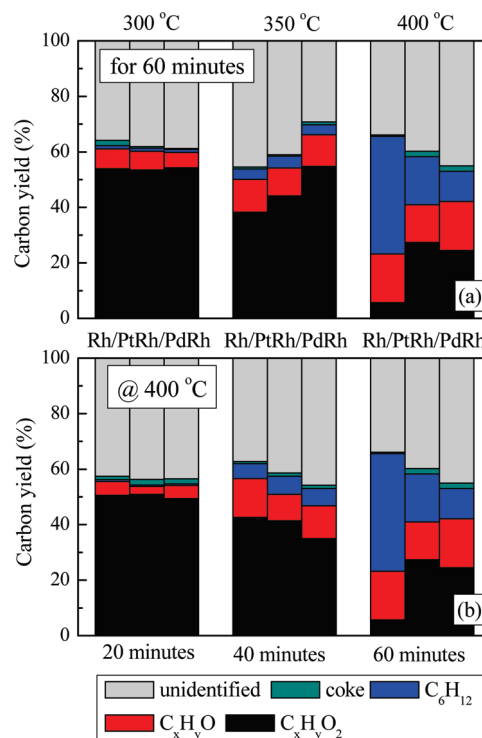 300 °C 350 °C 400 °C
100
for 60 minutes
80
60
Carbon yield (%)
40
20
(a)
0
Rh/PtRh/PdRh Rh/PtRh/PdRh Rh/PtRh/PdRh
100
@ 400 °C
80
60
Carbon yield (%)
40
20
(b)
0
20 minutes 40 minutes 60 minutes
unidentified coke C₆H₁₂
CₓHᵧO CₓHᵧO₂